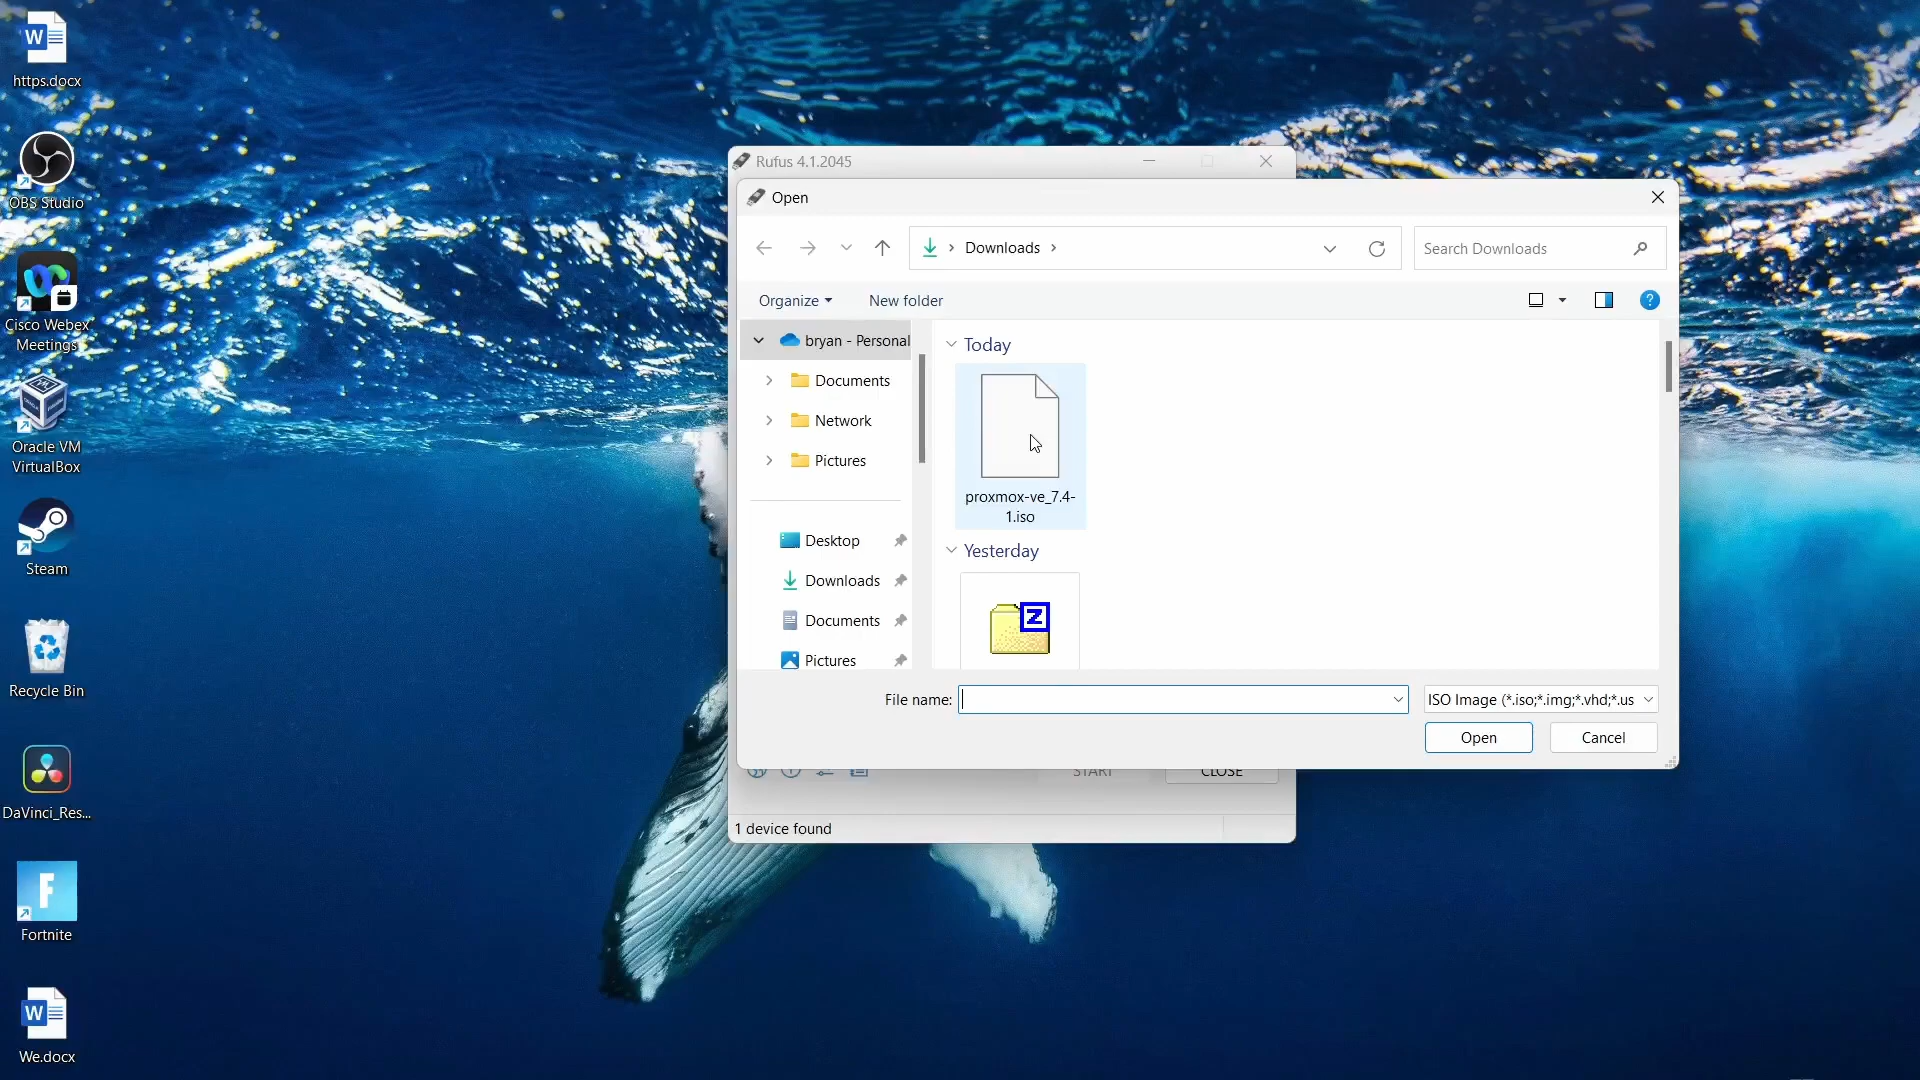 https.docx
OBS Studio
Cisco Webex
Meetings
Oracle VM
VirtualBox
Steam
Recycle Bin
DaVinci_Res...
F
Fortnite
We.docx
Rufus 4.1.2045
Open
Downloads
Search Downloads
Organize
New folder
?
bryan - Personal
Documents
Network
Pictures
Desktop
Downloads
Documents
Pictures
Today
proxmox-ve_7.4-
1.iso
Yesterday
Z
File name:
ISO Image (*.iso;*.img;*.vhd;*.us
Open
Cancel
START
CLOSE
1 device found